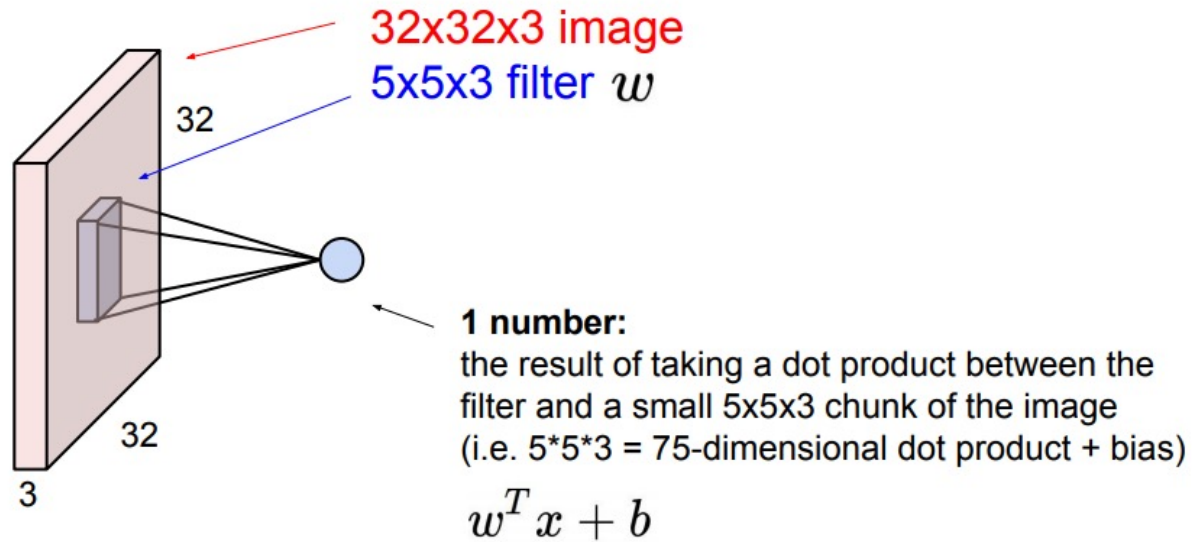 32x32x3 image
5x5x3 filter w
32
32
3
1 number:
the result of taking a dot product between the
filter and a small 5x5x3 chunk of the image
(i.e. 5*5*3 = 75-dimensional dot product + bias)
w^T x + b